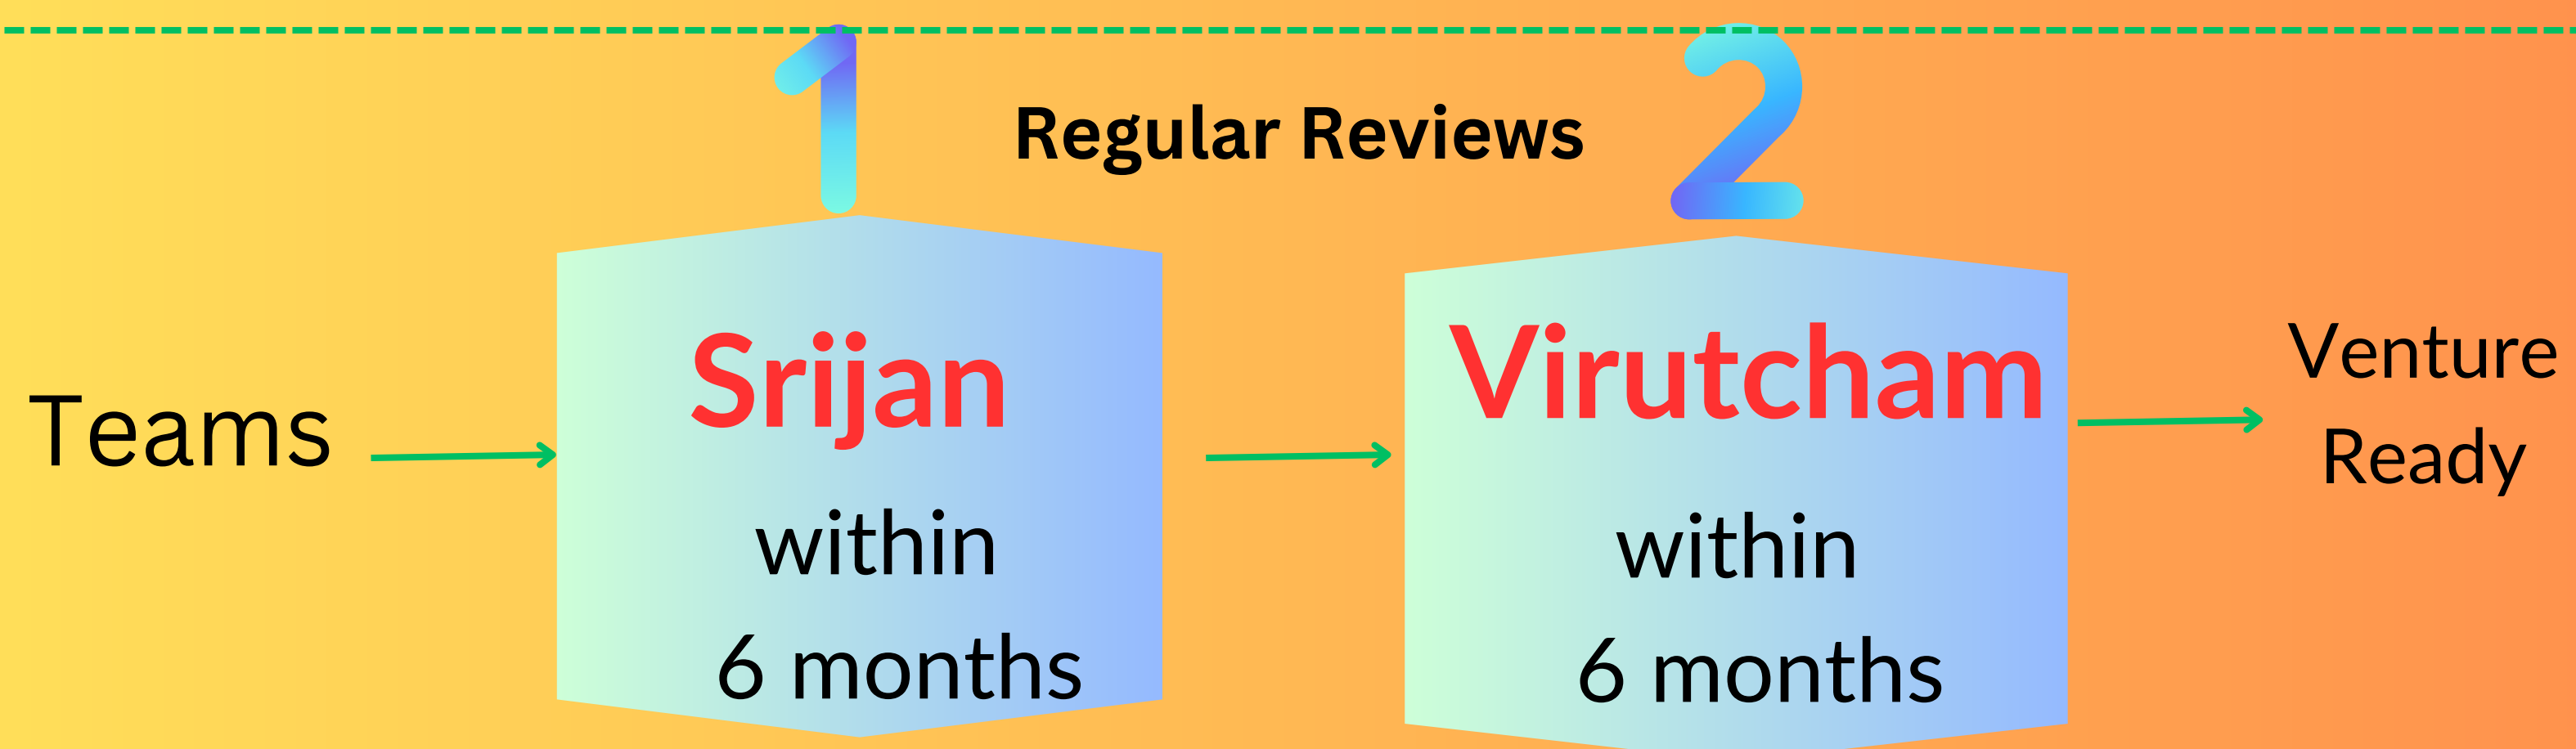 1
Regular Reviews
2
Teams
Srijan
within
6 months
Virutcham
within
6 months
Venture
Ready